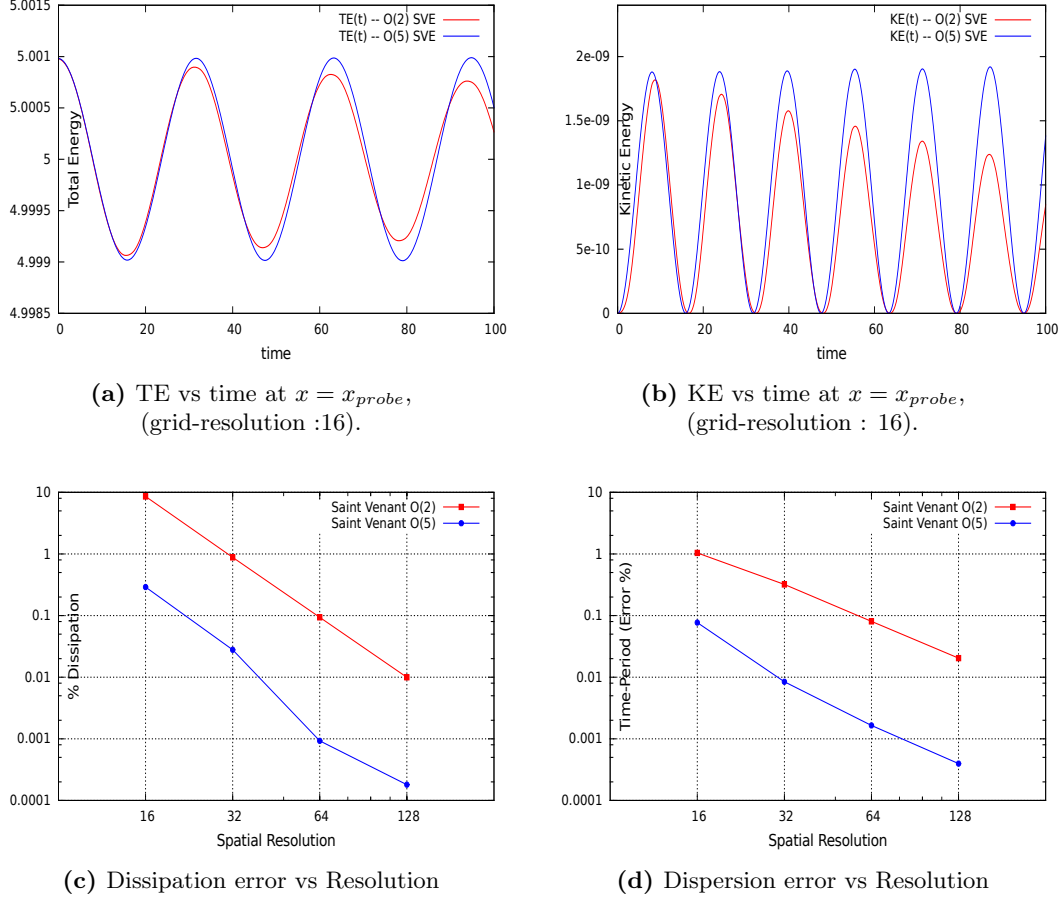 5.0015
5.001
5.0005
5
4.9995
4.999
4.9985
0 20 40 60 80 100
Total Energy
time
TE(t) -- O(2) SVE
TE(t) -- O(5) SVE
(a) TE vs time at x = x_probe,
(grid-resolution :16).
2e-09
1.5e-09
1e-09
5e-10
0
0 20 40 60 80 100
Kinetic Energy
time
KE(t) -- O(2) SVE
KE(t) -- O(5) SVE
(b) KE vs time at x = x_probe,
(grid-resolution : 16).
10
1
0.1
0.01
0.001
0.0001
16 32 64 128
% Dissipation
Spatial Resolution
Saint Venant O(2)
Saint Venant O(5)
(c) Dissipation error vs Resolution
10
1
0.1
0.01
0.001
0.0001
16 32 64 128
Time-Period (Error %)
Spatial Resolution
Saint Venant O(2)
Saint Venant O(5)
(d) Dispersion error vs Resolution